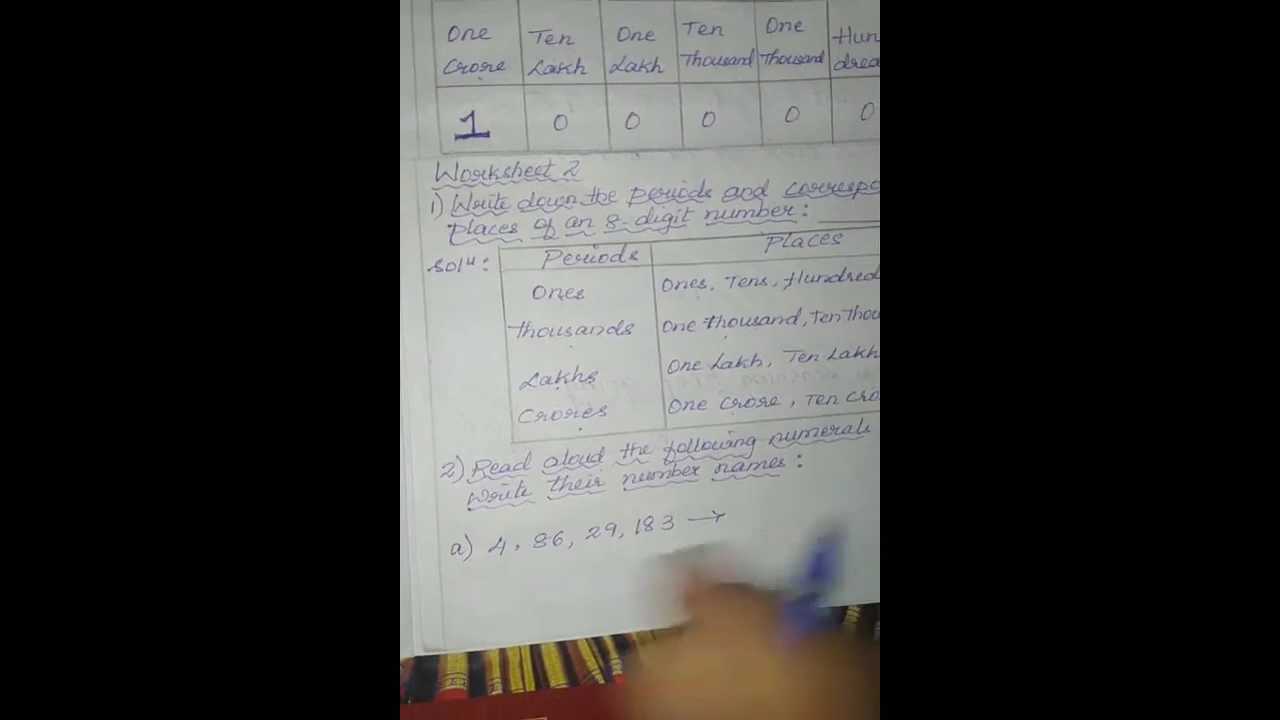 One Ten One Ten One Hun
Crore Lakh Lakh Thousand Thousand drea
1 0 0 0 0 0
Worksheet 2
1) Write down the periods and correspo
places of an 8-digit number:
Soln: Periods Places
Ones Ones, Tens, Hundred
Thousands One thousand, Ten thou
Lakhs One Lakh, Ten Lakh
Crores One crore, Ten cro
2) Read aloud the following numerals
Write their number names:
a) 4, 86, 29, 183 →